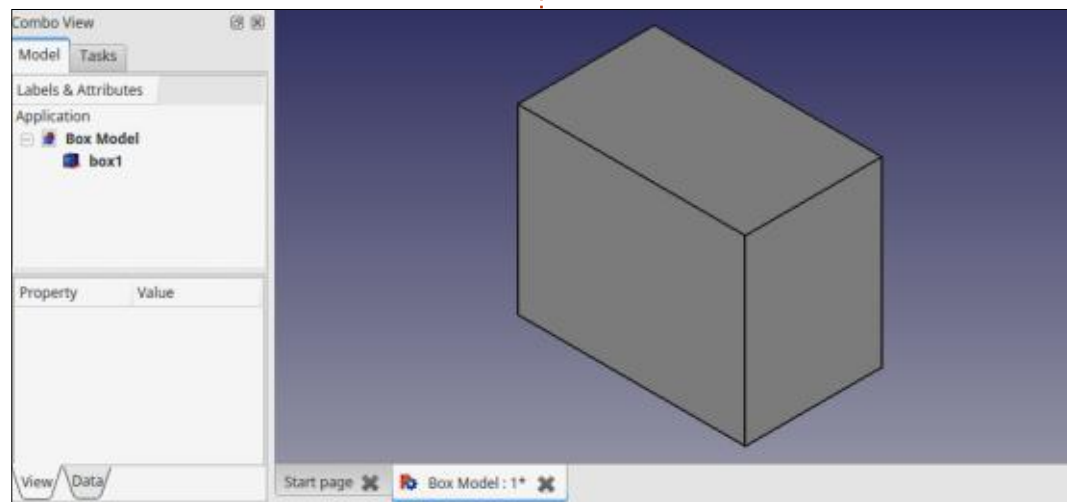 Combo View
Model Tasks
Labels & Attributes
Application
Box Model
box1
Property Value
View Data
Start page
Box Model : 1*